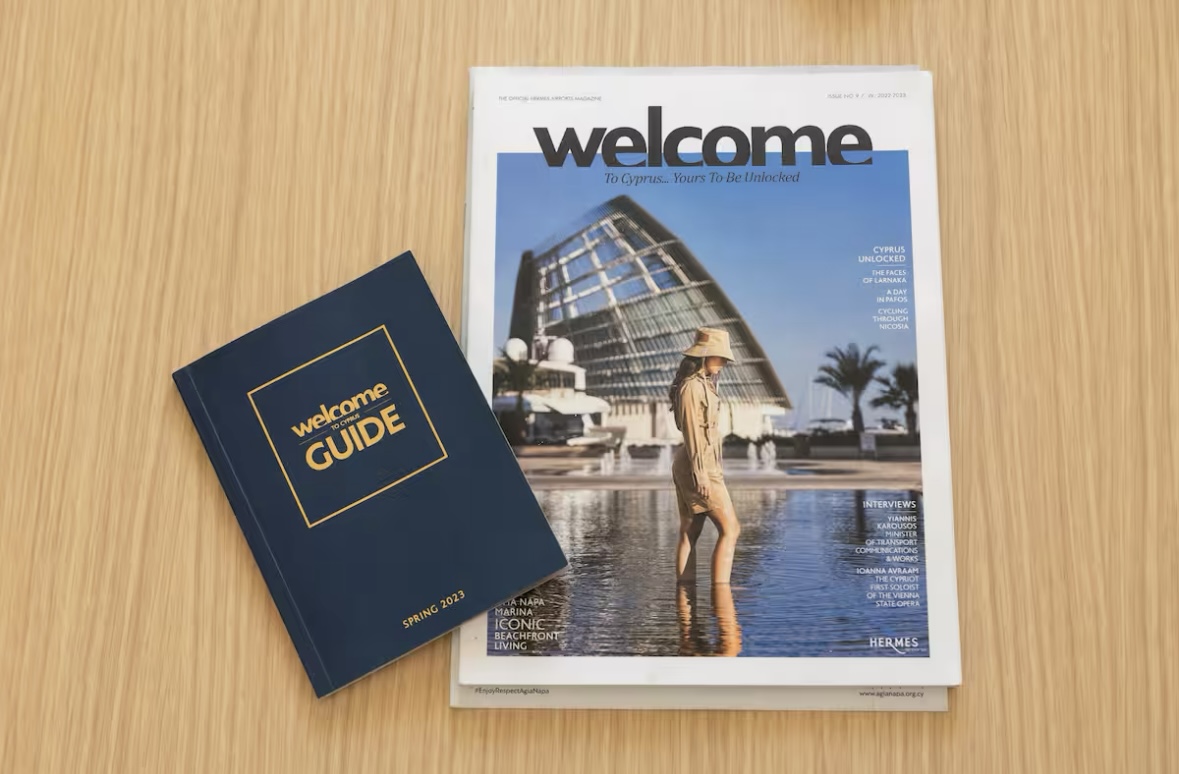 welcome
TO CYPRUS
GUIDE
SPRING 2023
THE OFFICIAL HERMES AIRPORTS MAGAZINE
ISSUE NO
2022-2023
welcome
To Cyprus... Yours To Be Unlocked
CYPRUS
UNLOCKED
THE FACES
OF LARNAKA
A DAY
IN PAFOS
CYCLING
THROUGH
NICOSIA
INTERVIEWS
YIANNIS
KAROUSOS
MINISTER
OF TRANSPORT
COMMUNICATIONS
& WORKS
IOANNA AVRAAM
THE CYPRIOT
FIRST SOLOIST
OF THE VIENNA
STATE OPERA
NAPA
MARINA
ICONIC
BEACHFRONT
LIVING
HERMES
#EnjoyRespectAgiaNapa
www.agianapa.org.cy